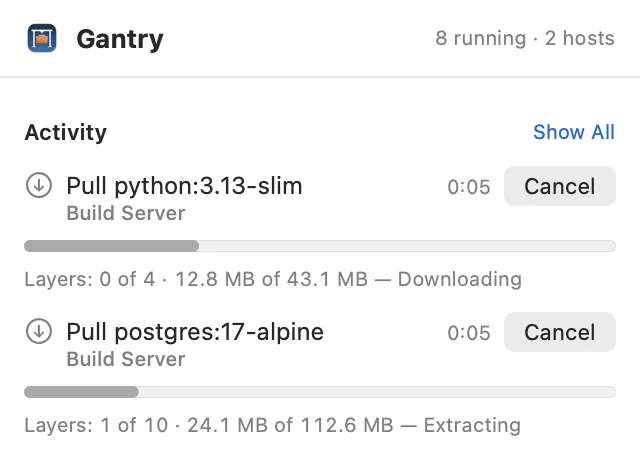 Gantry
8 running · 2 hosts
Activity
Show All
Pull python:3.13-slim
0:05
Cancel
Build Server
Layers: 0 of 4 · 12.8 MB of 43.1 MB — Downloading
Pull postgres:17-alpine
0:05
Cancel
Build Server
Layers: 1 of 10 · 24.1 MB of 112.6 MB — Extracting